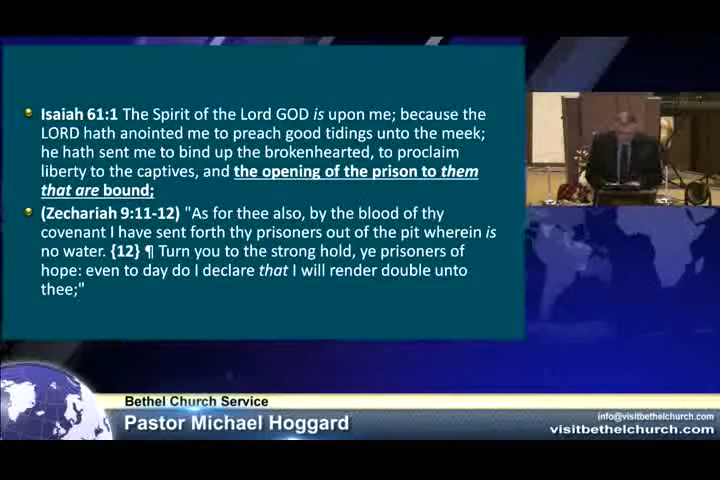 Isaiah 61:1 The Spirit of the Lord GOD is upon me; because the
LORD hath anointed me to preach good tidings unto the meek;
he hath sent me to bind up the brokenhearted, to proclaim
liberty to the captives, and the opening of the prison to them
that are bound;
(Zechariah 9:11-12) "As for thee also, by the blood of thy
covenant I have sent forth thy prisoners out of the pit wherein is
no water. {12} ¶ Turn you to the strong hold, ye prisoners of
hope: even to day do I declare that I will render double unto
thee;"
Bethel Church Service
Pastor Michael Hoggard
info@visitbethelchurch.com
visitbethelchurch.com